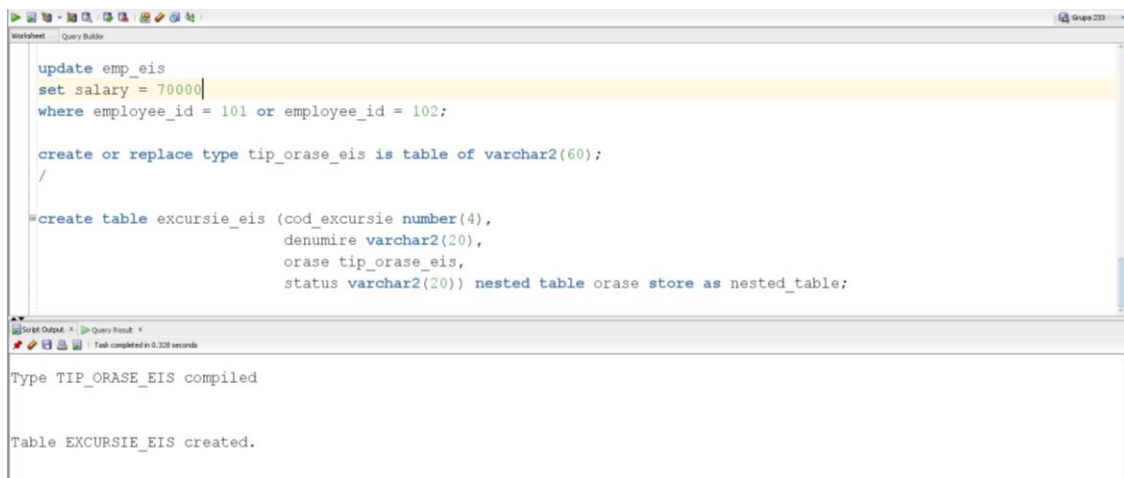 Grupa 233
Worksheet Query Builder
update emp_eis
set salary = 70000
where employee_id = 101 or employee_id = 102;
create or replace type tip_orase_eis is table of varchar2(60);
/
create table excursie_eis (cod_excursie number(4),
denumire varchar2(20),
orase tip_orase_eis,
status varchar2(20)) nested table orase store as nested_table;
Script Output × Query Result ×
Task completed in 0.328 seconds
Type TIP_ORASE_EIS compiled
Table EXCURSIE_EIS created.